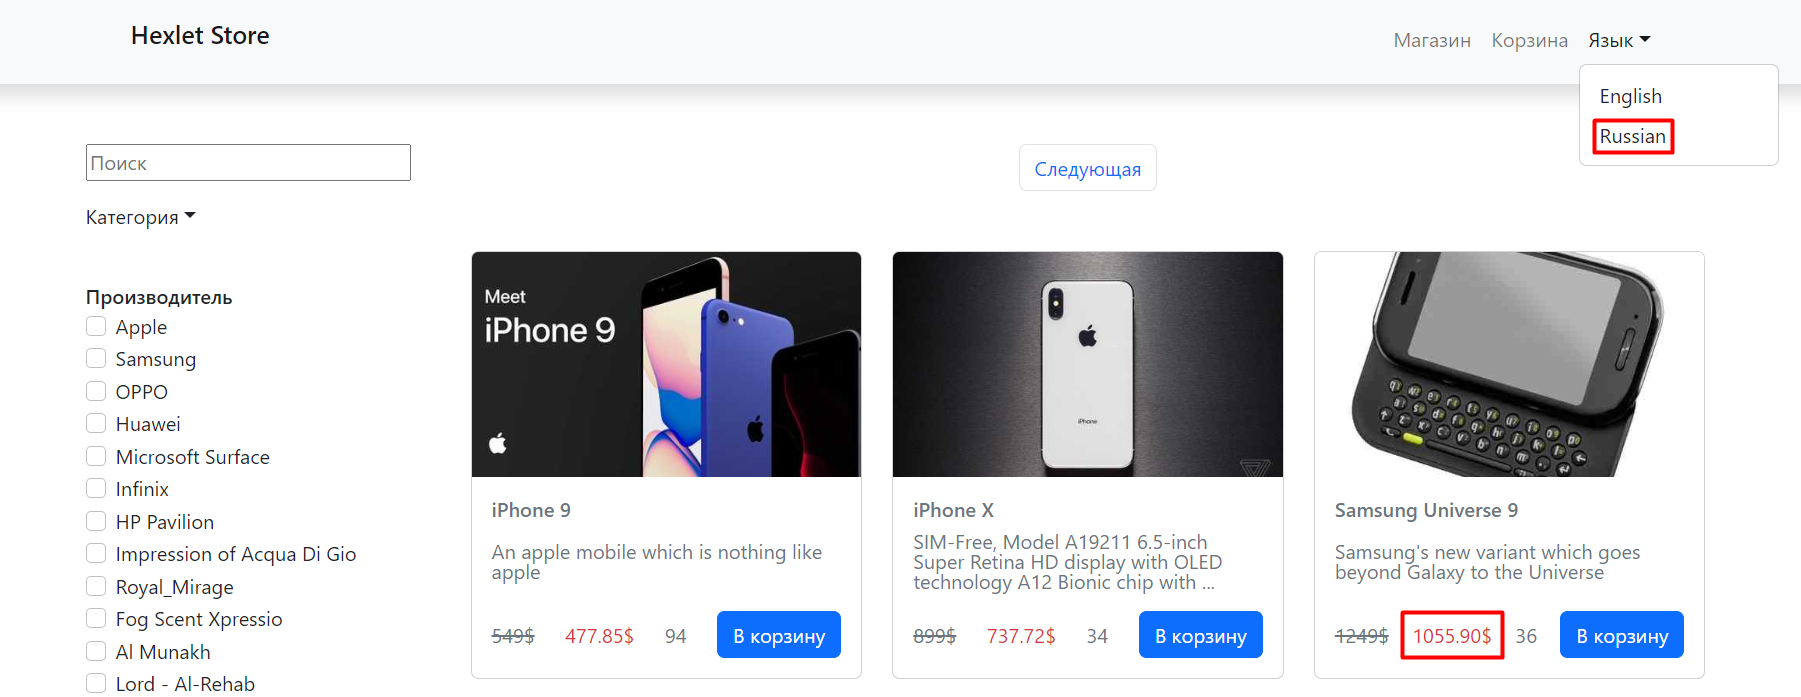 Hexlet Store
Магазин
Корзина
Язык
English
Russian
Поиск
Следующая
Категория
Производитель
Apple
Samsung
OPPO
Huawei
Microsoft Surface
Infinix
HP Pavilion
Impression of Acqua Di Gio
Royal_Mirage
Fog Scent Xpressio
Al Munakh
Lord - Al-Rehab
Meet
iPhone 9
iPhone 9
An apple mobile which is nothing like
apple
549$ 477.85$ 94 В корзину
iPhone
iPhone X
SIM-Free, Model A19211 6.5-inch
Super Retina HD display with OLED
technology A12 Bionic chip with ...
899$ 737.72$ 34 В корзину
Samsung Universe 9
Samsung's new variant which goes
beyond Galaxy to the Universe
1249$ 1055.90$ 36 В корзину